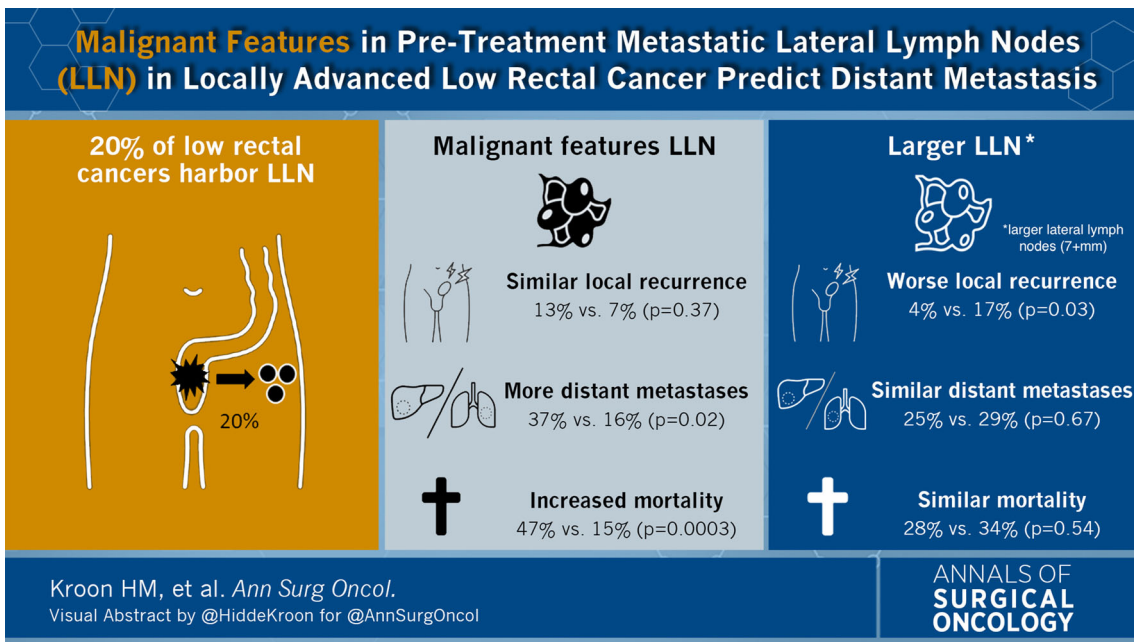 Malignant Features in Pre-Treatment Metastatic Lateral Lymph Nodes
(LLN) in Locally Advanced Low Rectal Cancer Predict Distant Metastasis
20% of low rectal
cancers harbor LLN
20%
Malignant features LLN
Similar local recurrence
13% vs. 7% (p=0.37)
More distant metastases
37% vs. 16% (p=0.02)
Increased mortality
47% vs. 15% (p=0.0003)
Larger LLN*
*larger lateral lymph
nodes (7+mm)
Worse local recurrence
4% vs. 17% (p=0.03)
Similar distant metastases
25% vs. 29% (p=0.67)
Similar mortality
28% vs. 34% (p=0.54)
Kroon HM, et al. Ann Surg Oncol.
Visual Abstract by @HiddeKroon for @AnnSurgOncol
ANNALS OF
SURGICAL
ONCOLOGY